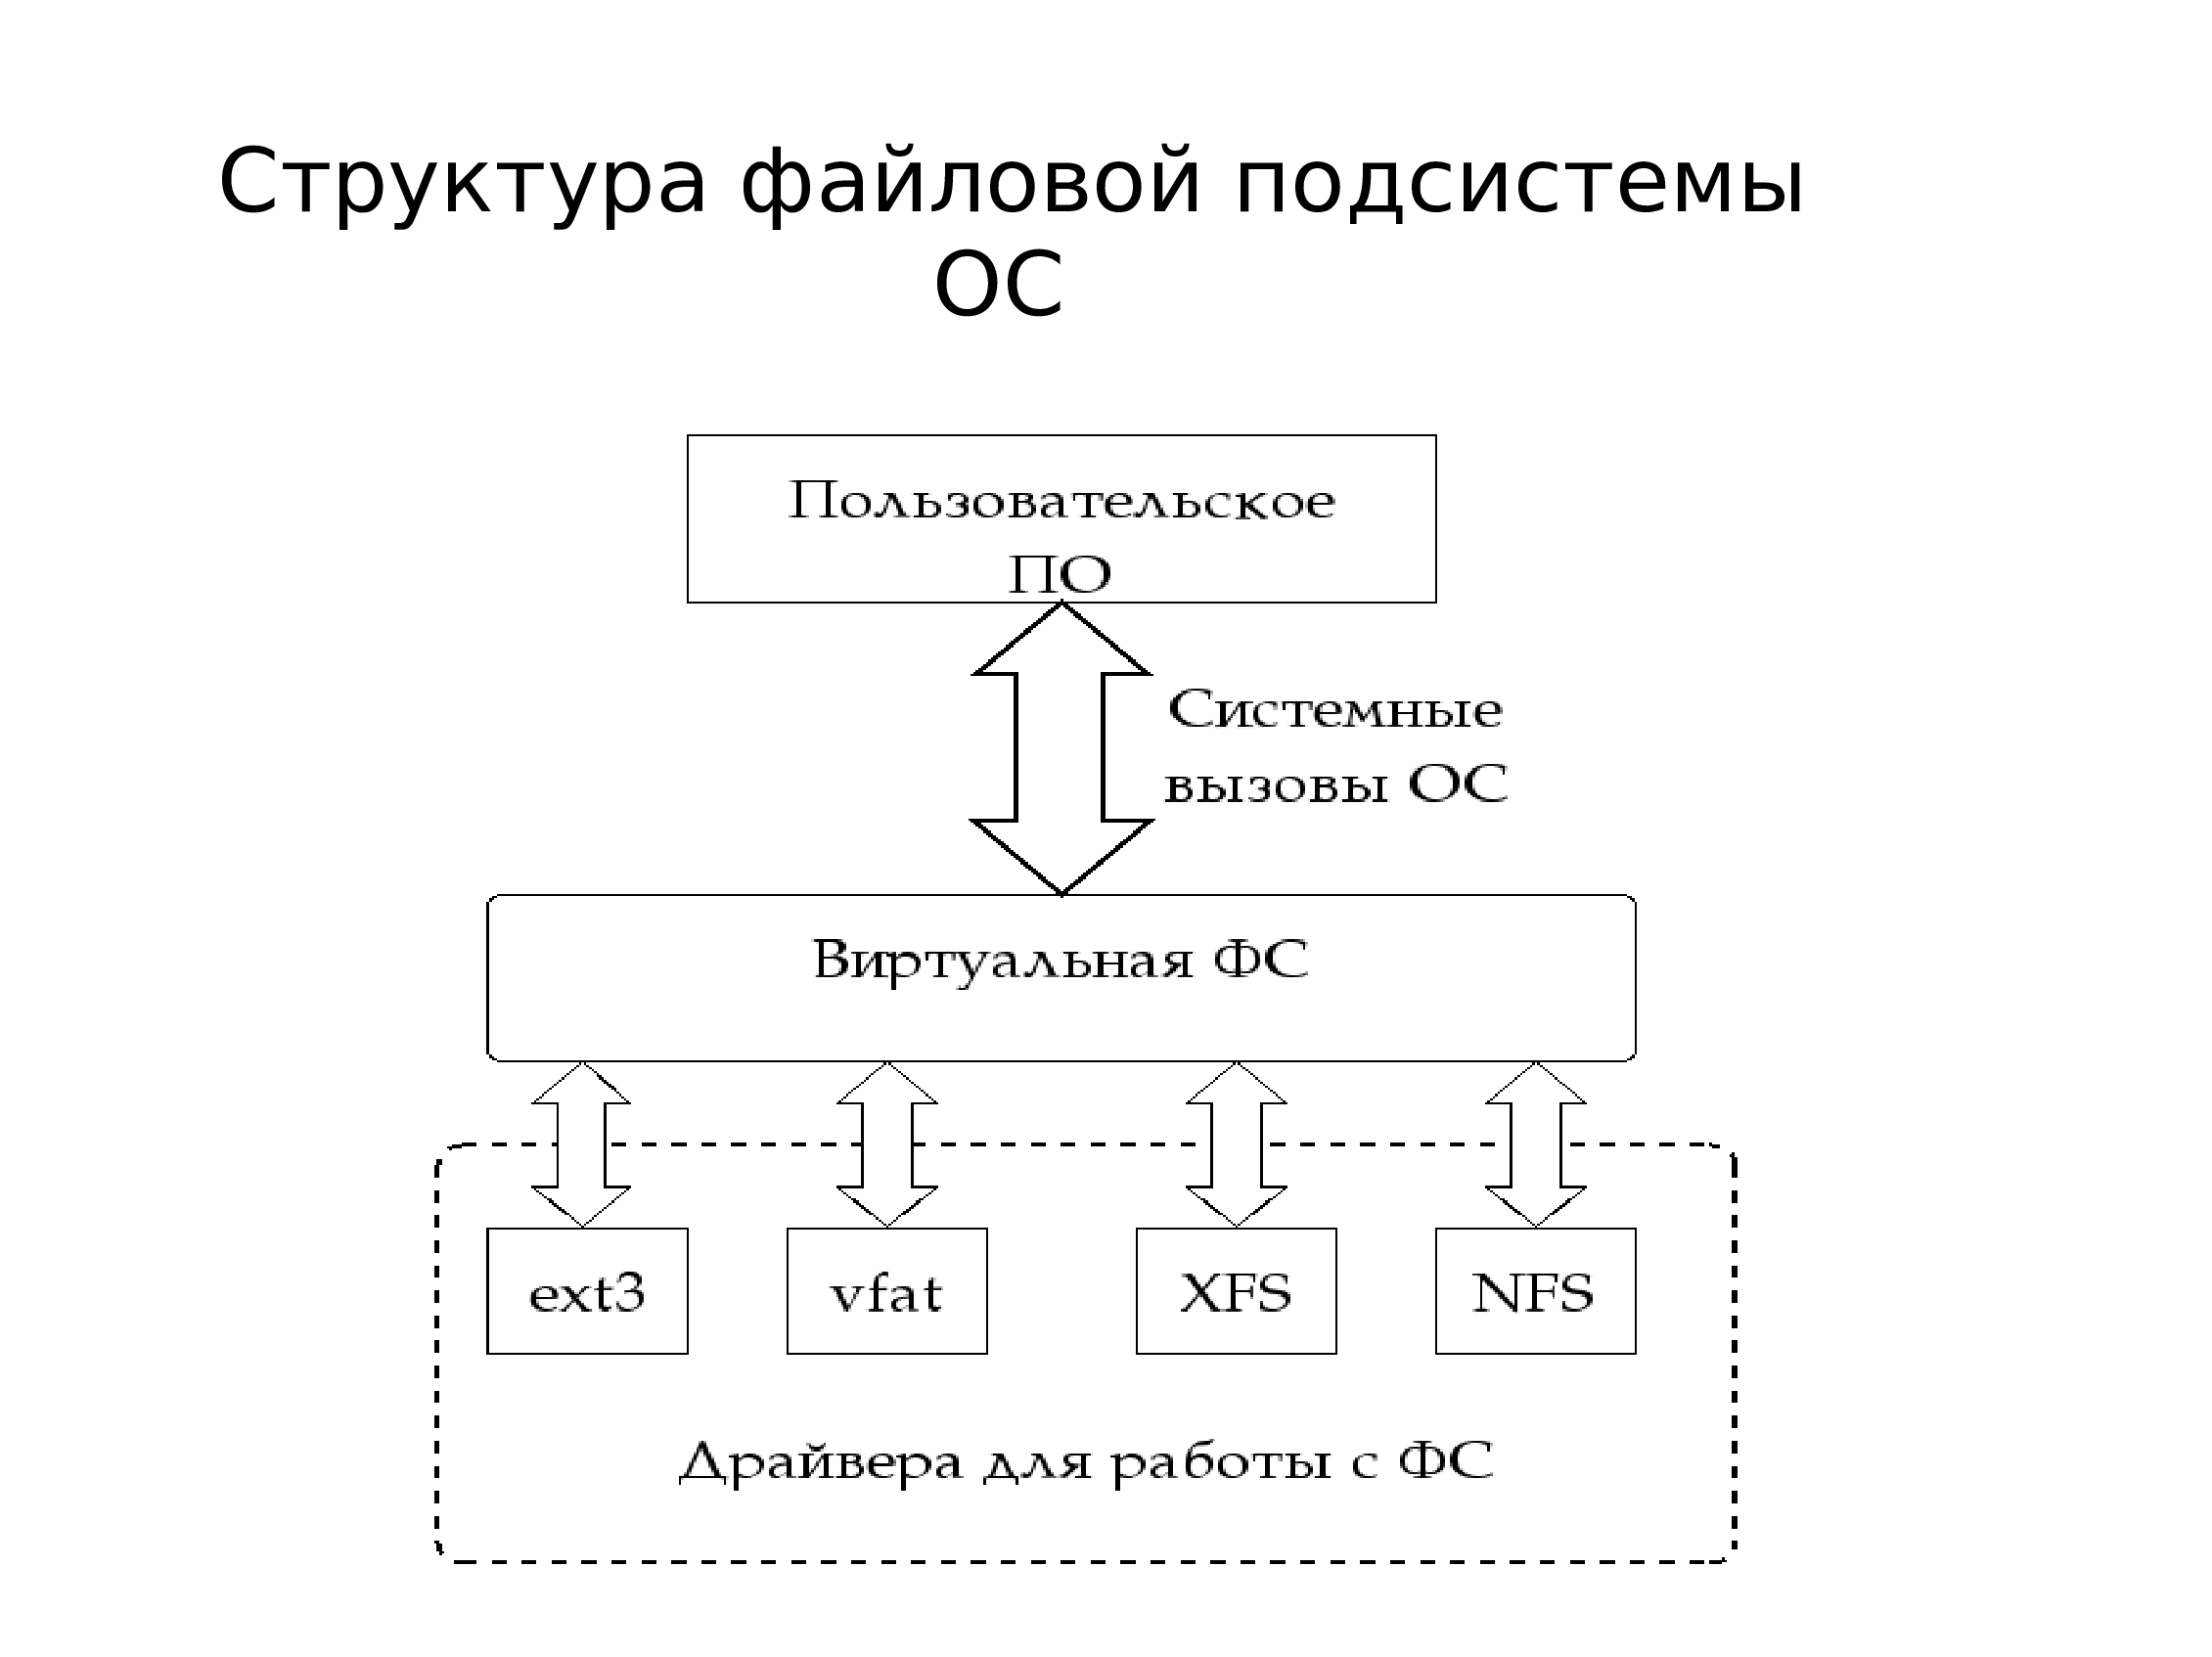 Структура файловой подсистемы
ОС
Пользовательское
ПО
Системные
вызовы ОС
Виртуальная ФС
ext3
vfat
XFS
NFS
Драйвера для работы с ФС